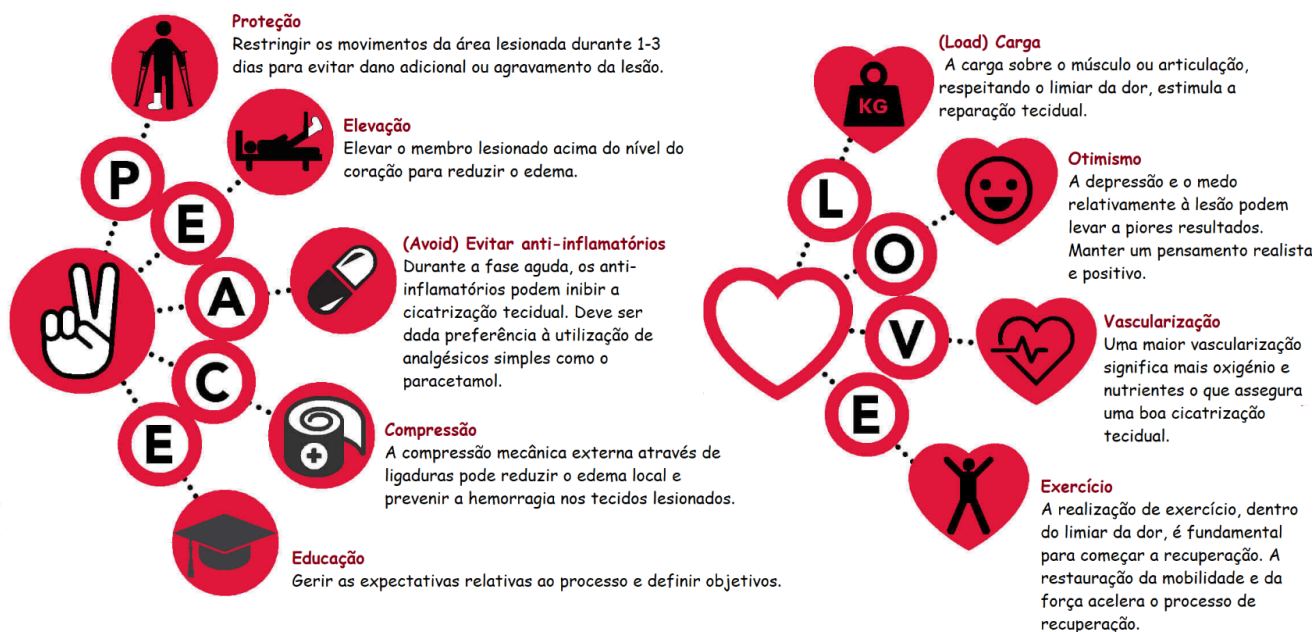 Proteção
Restringir os movimentos da área lesionada durante 1-3
dias para evitar dano adicional ou agravamento da lesão.
P
Elevação
Elevar o membro lesionado acima do nível do
coração para reduzir o edema.
E
(Avoid) Evitar anti-inflamatórios
Durante a fase aguda, os anti-
inflamatórios podem inibir a
cicatrização tecidual. Deve ser
dada preferência à utilização de
analgésicos simples como o
paracetamol.
A
C
Compressão
A compressão mecânica externa através de
ligaduras pode reduzir o edema local e
prevenir a hemorragia nos tecidos lesionados.
E
Educação
Gerir as expectativas relativas ao processo e definir objetivos.
(Load) Carga
A carga sobre o músculo ou articulação,
respeitando o limiar da dor, estimula a
reparação tecidual.
KG
L
Otimismo
A depressão e o medo
relativamente à lesão podem
levar a piores resultados.
Manter um pensamento realista
e positivo.
O
Vascularização
Uma maior vascularização
significa mais oxigénio e
nutrientes o que assegura
uma boa cicatrização
tecidual.
V
E
Exercício
A realização de exercício, dentro
do limiar da dor, é fundamental
para começar a recuperação. A
restauração da mobilidade e da
força acelera o processo de
recuperação.